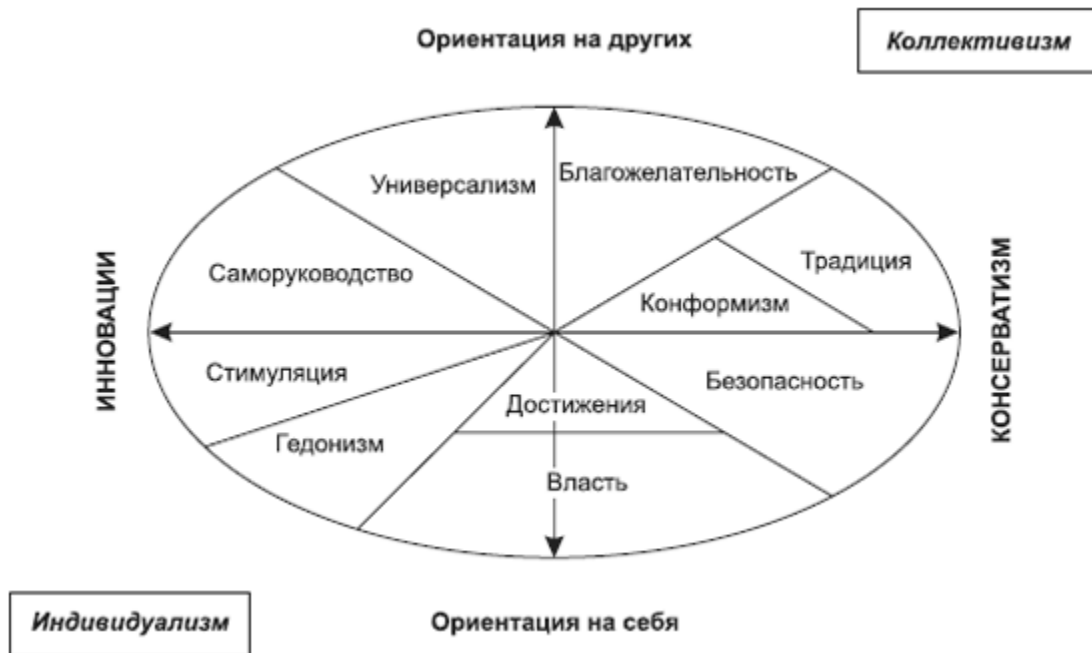 Ориентация на других
Коллективизм
Универсализм
Благожелательность
Саморуководство
Традиция
Конформизм
ИННОВАЦИИ
КОНСЕРВАТИЗМ
Стимуляция
Безопасность
Достижения
Гедонизм
Власть
Индивидуализм
Ориентация на себя